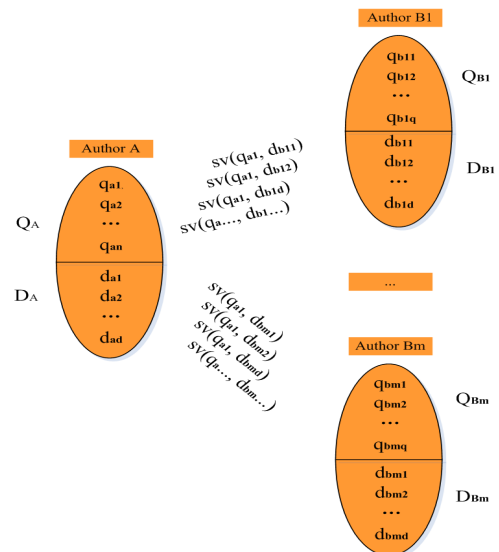 Author A
qa1.
qa2
...
qan
da1
da2
...
dad
QA
DA
sv(qa1, db11)
sv(qa1, db12)
sv(qa1, db1d)
sv(qa..., db1...)
sv(qa1, dbm1)
sv(qa1, dbm2)
sv(qa1, dbmd)
sv(qa..., dbm...)
Author B1
qb11
qb12
...
qb1q
db11
db12
...
db1d
QB1
DB1
...
Author Bm
qbm1
qbm2
...
qbmq
dbm1
dbm2
...
dbmd
QBm
DBm